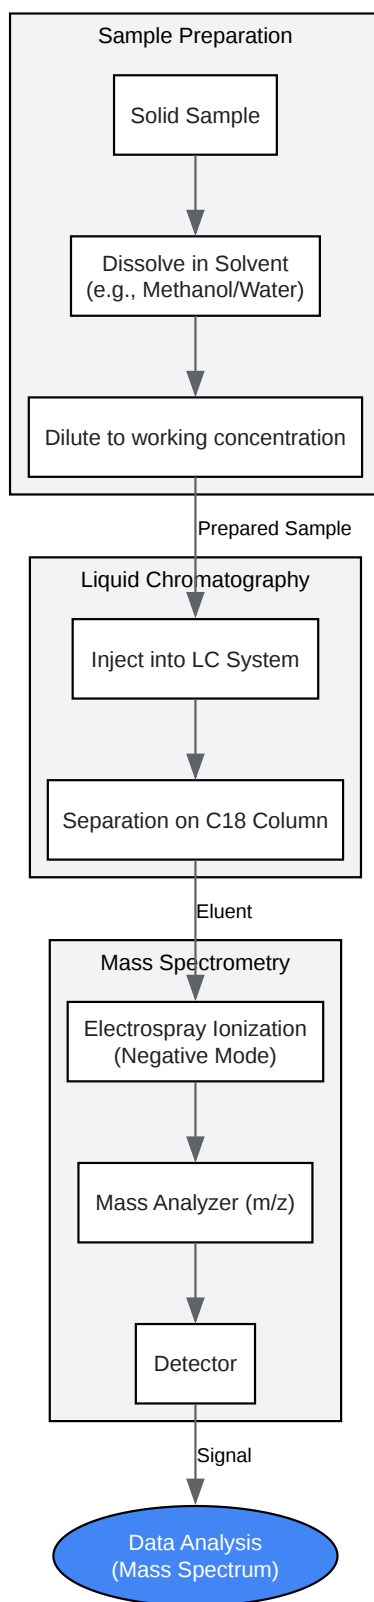 Sample Preparation
Solid Sample
Dissolve in Solvent
(e.g., Methanol/Water)
Dilute to working concentration
Prepared Sample
Liquid Chromatography
Inject into LC System
Separation on C18 Column
Eluent
Mass Spectrometry
Electrospray Ionization
(Negative Mode)
Mass Analyzer (m/z)
Detector
Signal
Data Analysis
(Mass Spectrum)